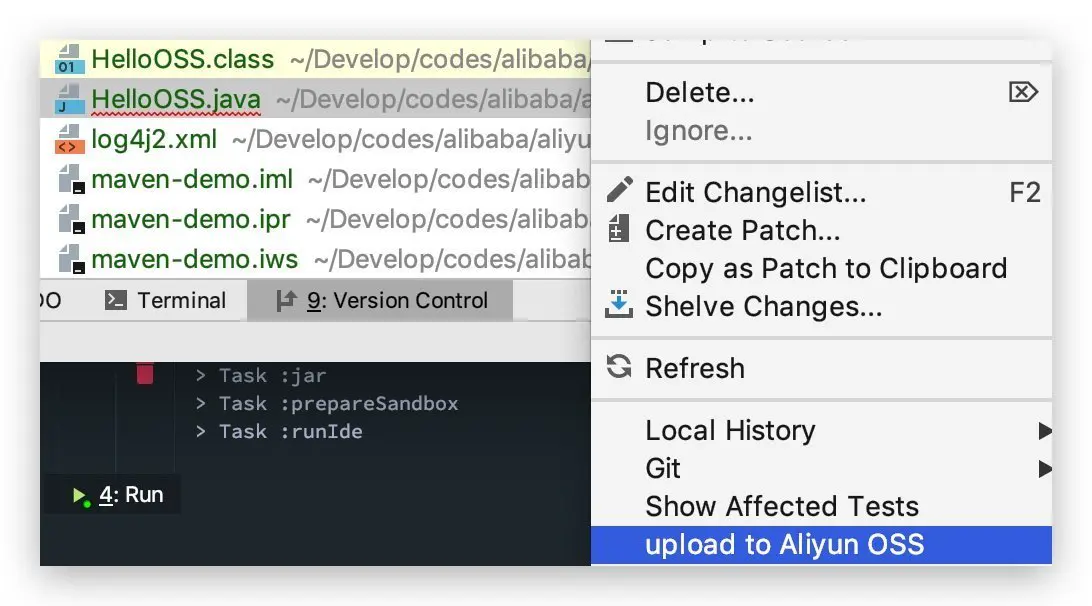 HelloOSS.class ~/Develop/codes/alibaba/
HelloOSS.java ~/Develop/codes/alibaba/a
log4j2.xml ~/Develop/codes/alibaba/aliyu
maven-demo.iml ~/Develop/codes/alibab
maven-demo.ipr ~/Develop/codes/alibab
maven-demo.iws ~/Develop/codes/alibab
Terminal
9: Version Control
> Task :jar
> Task :prepareSandbox
> Task :runIde
4: Run
Delete...
Ignore...
Edit Changelist... F2
Create Patch...
Copy as Patch to Clipboard
Shelve Changes...
Refresh
Local History
Git
Show Affected Tests
upload to Aliyun OSS